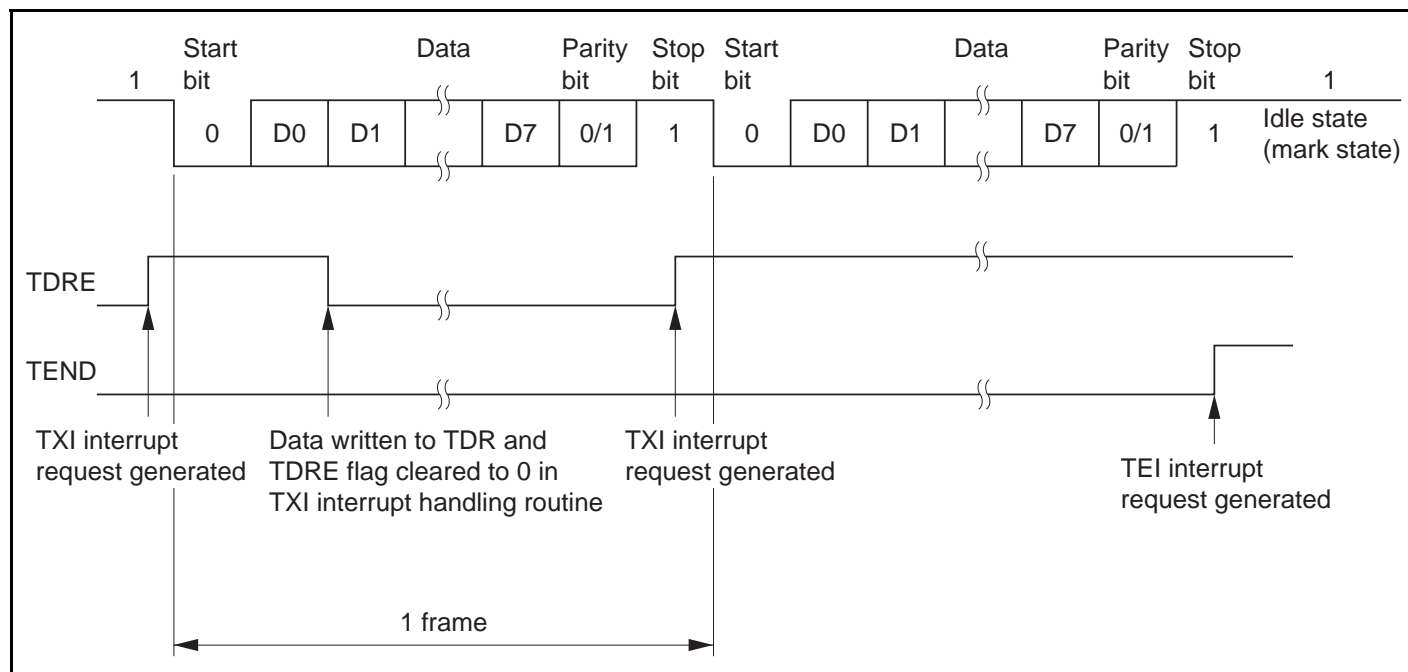 Start Data Parity Stop Start Data Parity Stop
1 bit bit bit bit bit bit 1
0 D0 D1 D7 0/1 1 0 D0 D1 D7 0/1 1 Idle state
(mark state)
TDRE
TEND
TXI interrupt
request generated
Data written to TDR and
TDRE flag cleared to 0 in
TXI interrupt handling routine
TXI interrupt
request generated
TEI interrupt
request generated
1 frame